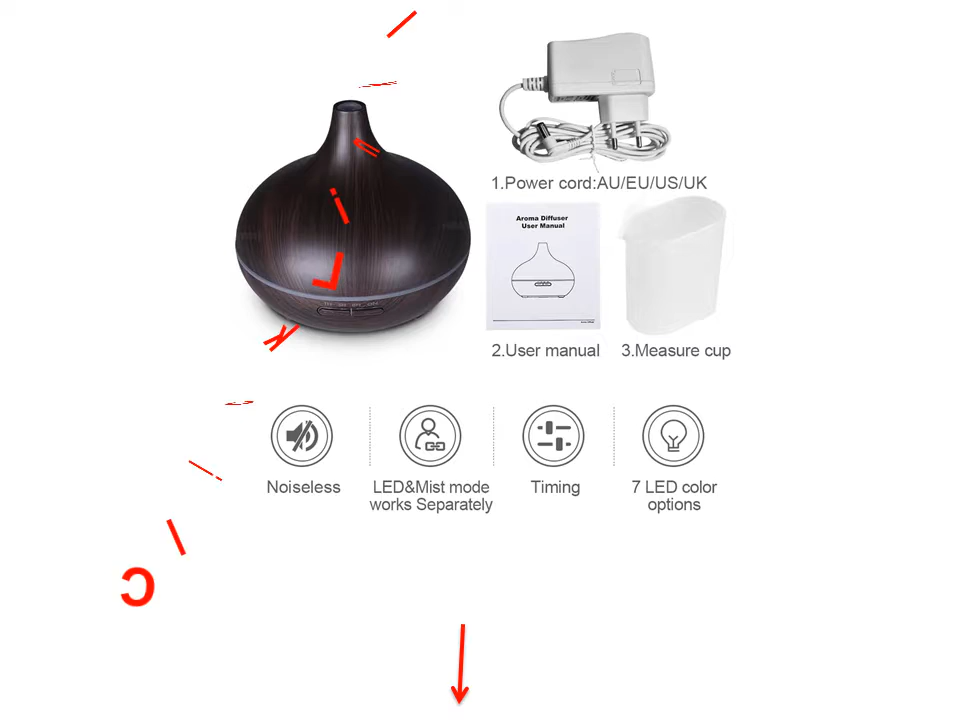 1.Power cord:AU/EU/US/UK
Aroma Diffuser
User Manual
2.User manual
3.Measure cup
Noiseless
LED&Mist mode
works Separately
Timing
7 LED color
options